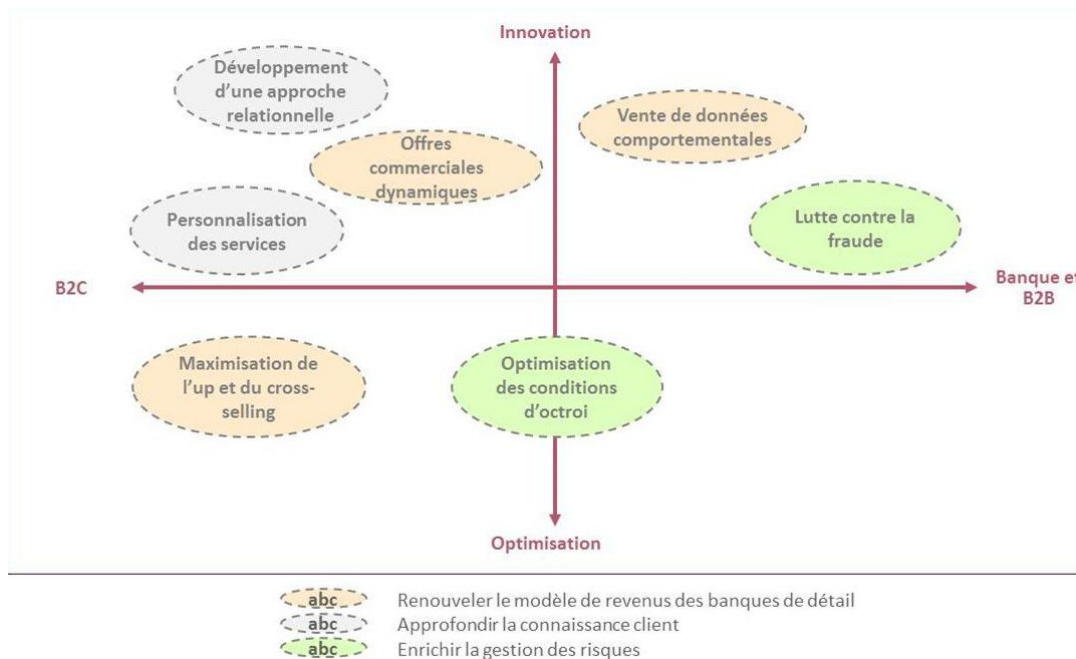 Innovation
Développement
d'une approche
relationnelle
Vente de données
comportementales
Offres
commerciales
dynamiques
Personnalisation
des services
Lutte contre la
fraude
B2C
Banque et
B2B
Maximisation de
l'up et du cross-
selling
Optimisation
des conditions
d'octroi
Optimisation
abc Renouveler le modèle de revenus des banques de détail
abc Approfondir la connaissance client
abc Enrichir la gestion des risques